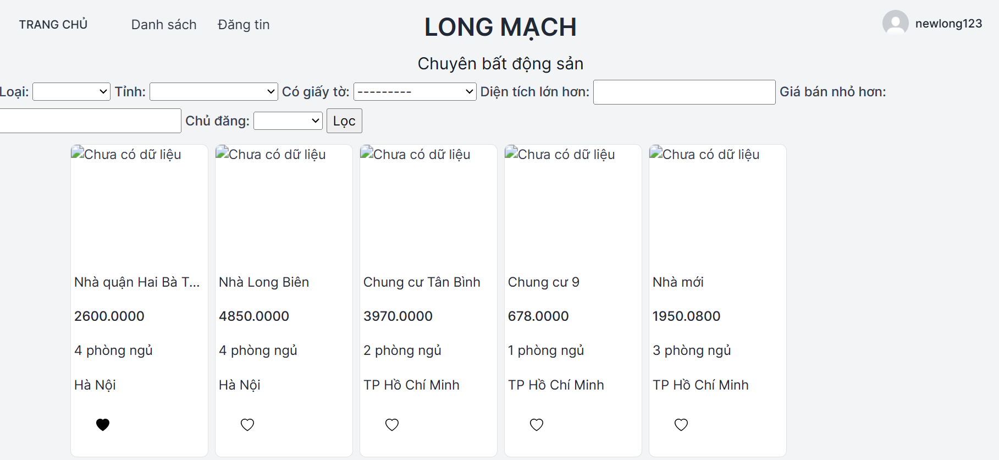 TRANG CHỦ Danh sách Đăng tin LONG MẠCH newlong123
Chuyên bất động sản
Loại: Tỉnh: Có giấy tờ: --------- Diện tích lớn hơn: Giá bán nhỏ hơn:
Chủ đăng: Lọc
Chưa có dữ liệu Chưa có dữ liệu Chưa có dữ liệu Chưa có dữ liệu Chưa có dữ liệu
Nhà quận Hai Bà T... Nhà Long Biên Chung cư Tân Bình Chung cư 9 Nhà mới
2600.0000 4850.0000 3970.0000 678.0000 1950.0800
4 phòng ngủ 4 phòng ngủ 2 phòng ngủ 1 phòng ngủ 3 phòng ngủ
Hà Nội Hà Nội TP Hồ Chí Minh TP Hồ Chí Minh TP Hồ Chí Minh